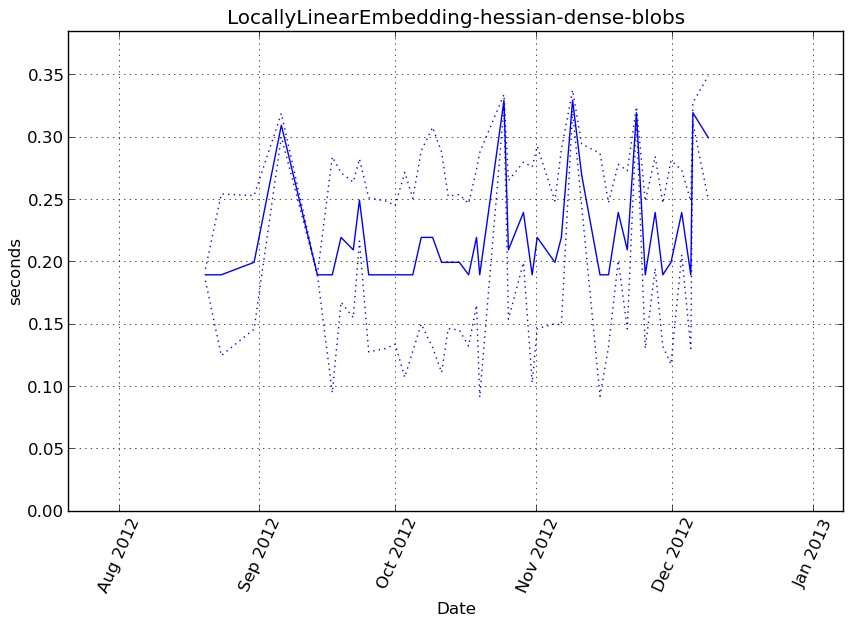 LocallyLinearEmbedding-hessian-dense-blobs
seconds
0.35
0.30
0.25
0.20
0.15
0.10
0.05
0.00
Aug 2012
Sep 2012
Oct 2012
Nov 2012
Dec 2012
Jan 2013
Date